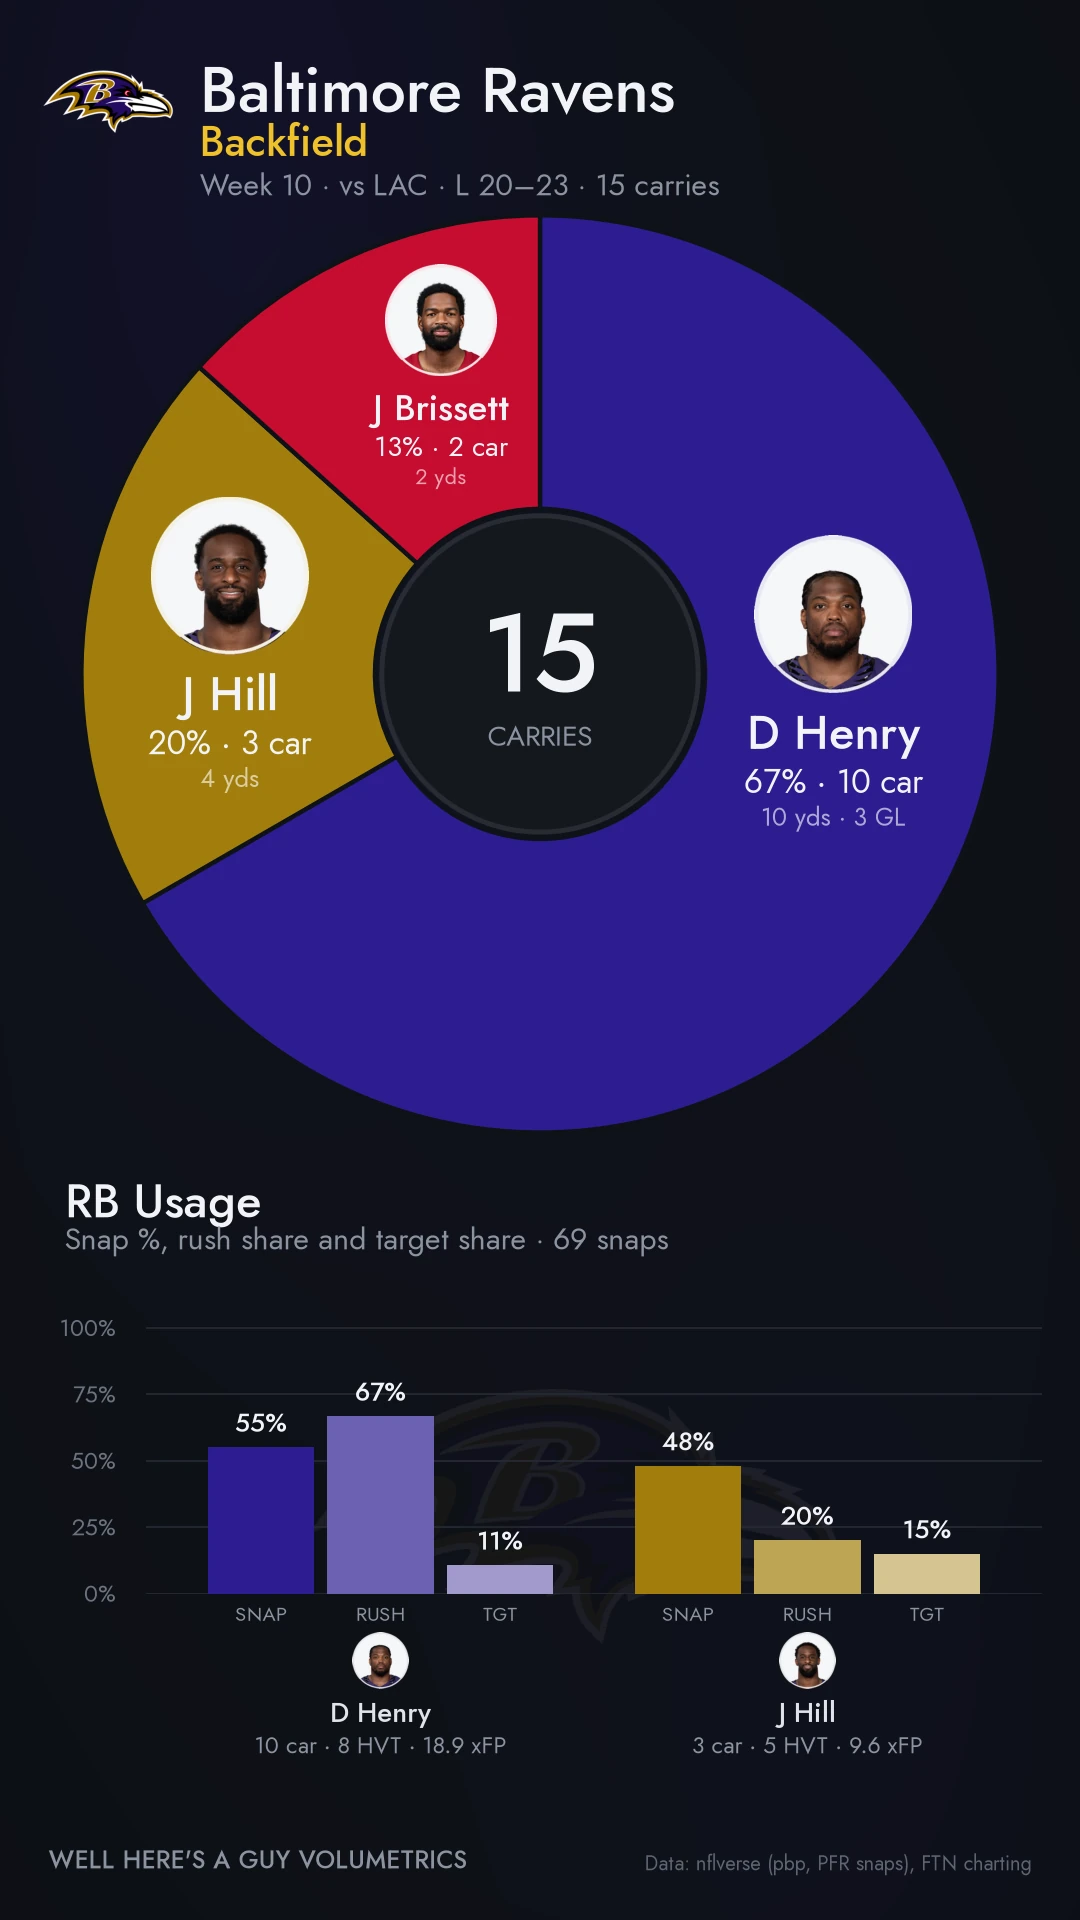 Baltimore Ravens
Backfield
Week 10 · vs LAC · L 20–23 · 15 carries
J Brissett
13% · 2 car
2 yds
J Hill
20% · 3 car
4 yds
15
CARRIES
D Henry
67% · 10 car
10 yds · 3 GL
RB Usage
Snap %, rush share and target share · 69 snaps
100%
75%
50%
25%
0%
55%
67%
11%
48%
20%
15%
SNAP RUSH TGT SNAP RUSH TGT
D Henry
10 car · 8 HVT · 18.9 xFP
J Hill
3 car · 5 HVT · 9.6 xFP
WELL HERE'S A GUY VOLUMETRICS
Data: nflverse (pbp, PFR snaps), FTN charting